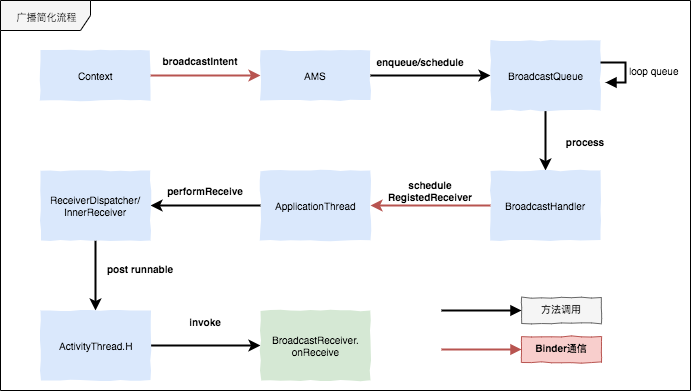 广播简化流程
broadcastIntent
enqueue/schedule
Context
AMS
BroadcastQueue
loop queue
process
schedule
performReceive
RegistedReceiver
ReceiverDispatcher/
InnerReceiver
ApplicationThread
BroadcastHandler
post runnable
方法调用
invoke
ActivityThread.H
BroadcastReceiver.
onReceive
Binder通信